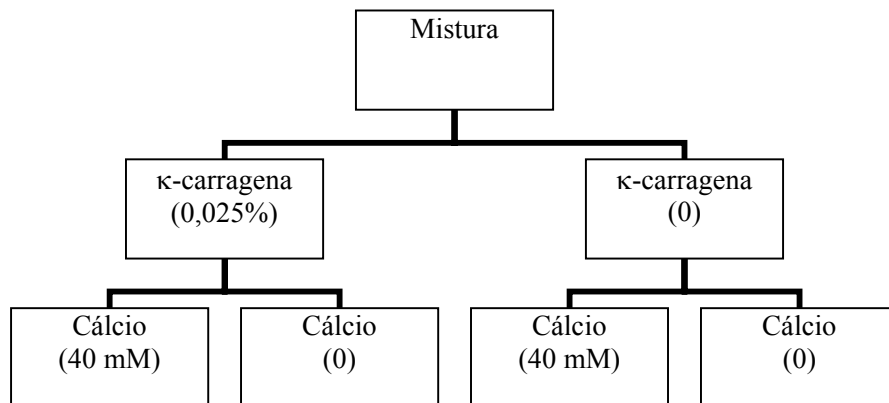 Mistura
κ-carragena
(0,025%)
κ-carragena
(0)
Cálcio
(40 mM)
Cálcio
(0)
Cálcio
(40 mM)
Cálcio
(0)